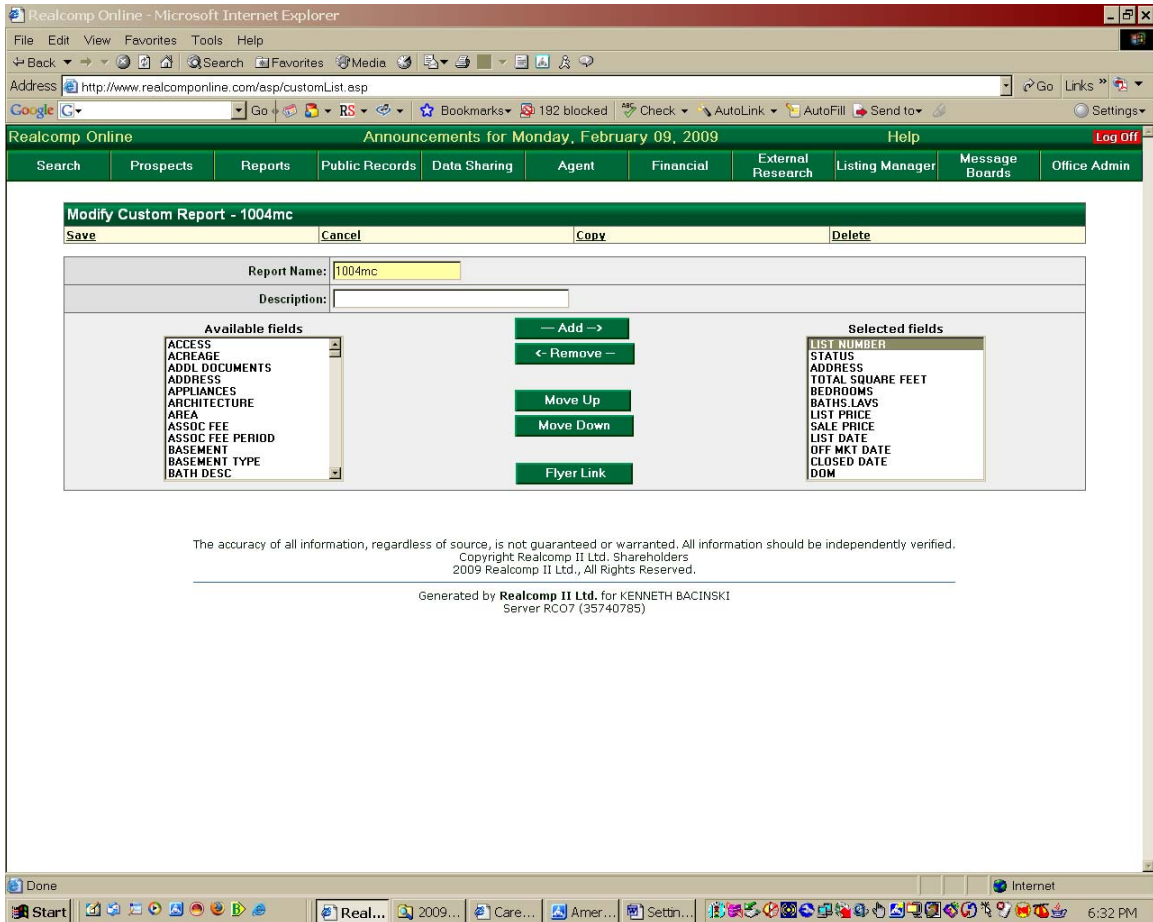 Realcomp Online - Microsoft Internet Explorer
File Edit View Favorites Tools Help
Back Search Favorites Media
Address http://www.realcomponline.com/asp/customList.asp Go Links »
Google G Go RS Bookmarks 192 blocked ABC Check AutoLink AutoFill Send to Settings
Realcomp Online Announcements for Monday, February 09, 2009 Help Log Off
Search Prospects Reports Public Records Data Sharing Agent Financial External Research Listing Manager Message Boards Office Admin
Modify Custom Report - 1004mc
Save Cancel Copy Delete
Report Name: 1004mc
Description:
Available fields
ACCESS
ACREAGE
ADDL DOCUMENTS
ADDRESS
APPLIANCES
ARCHITECTURE
AREA
ASSOC FEE
ASSOC FEE PERIOD
BASEMENT
BASEMENT TYPE
BATH DESC
— Add –>
<- Remove –
Move Up
Move Down
Flyer Link
Selected fields
LIST NUMBER
STATUS
ADDRESS
TOTAL SQUARE FEET
BEDROOMS
BATHS.LAVS
LIST PRICE
SALE PRICE
LIST DATE
OFF MKT DATE
CLOSED DATE
DOM
The accuracy of all information, regardless of source, is not guaranteed or warranted. All information should be independently verified.
Copyright Realcomp II Ltd. Shareholders
2009 Realcomp II Ltd., All Rights Reserved.
Generated by Realcomp II Ltd. for KENNETH BACINSKI
Server RCO7 (35740785)
Done Internet
Start Real... 2009... Care... Amer... Settin... 6:32 PM